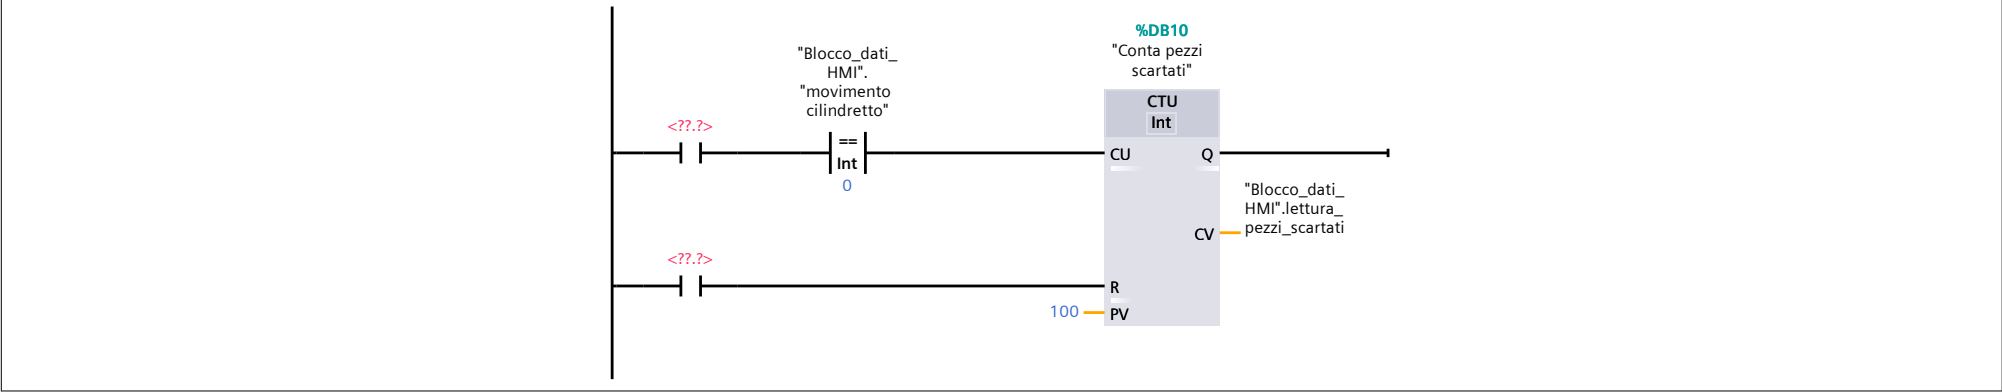 %DB10
"Conta pezzi
scartati"
"Blocco_dati_
HMI".
"movimento
cilindretto"
CTU
Int
<??.?>
==
Int
0
CU
Q
"Blocco_dati_
HMI".lettura_
pezzi_scartati
CV
<??.?>
R
100
PV